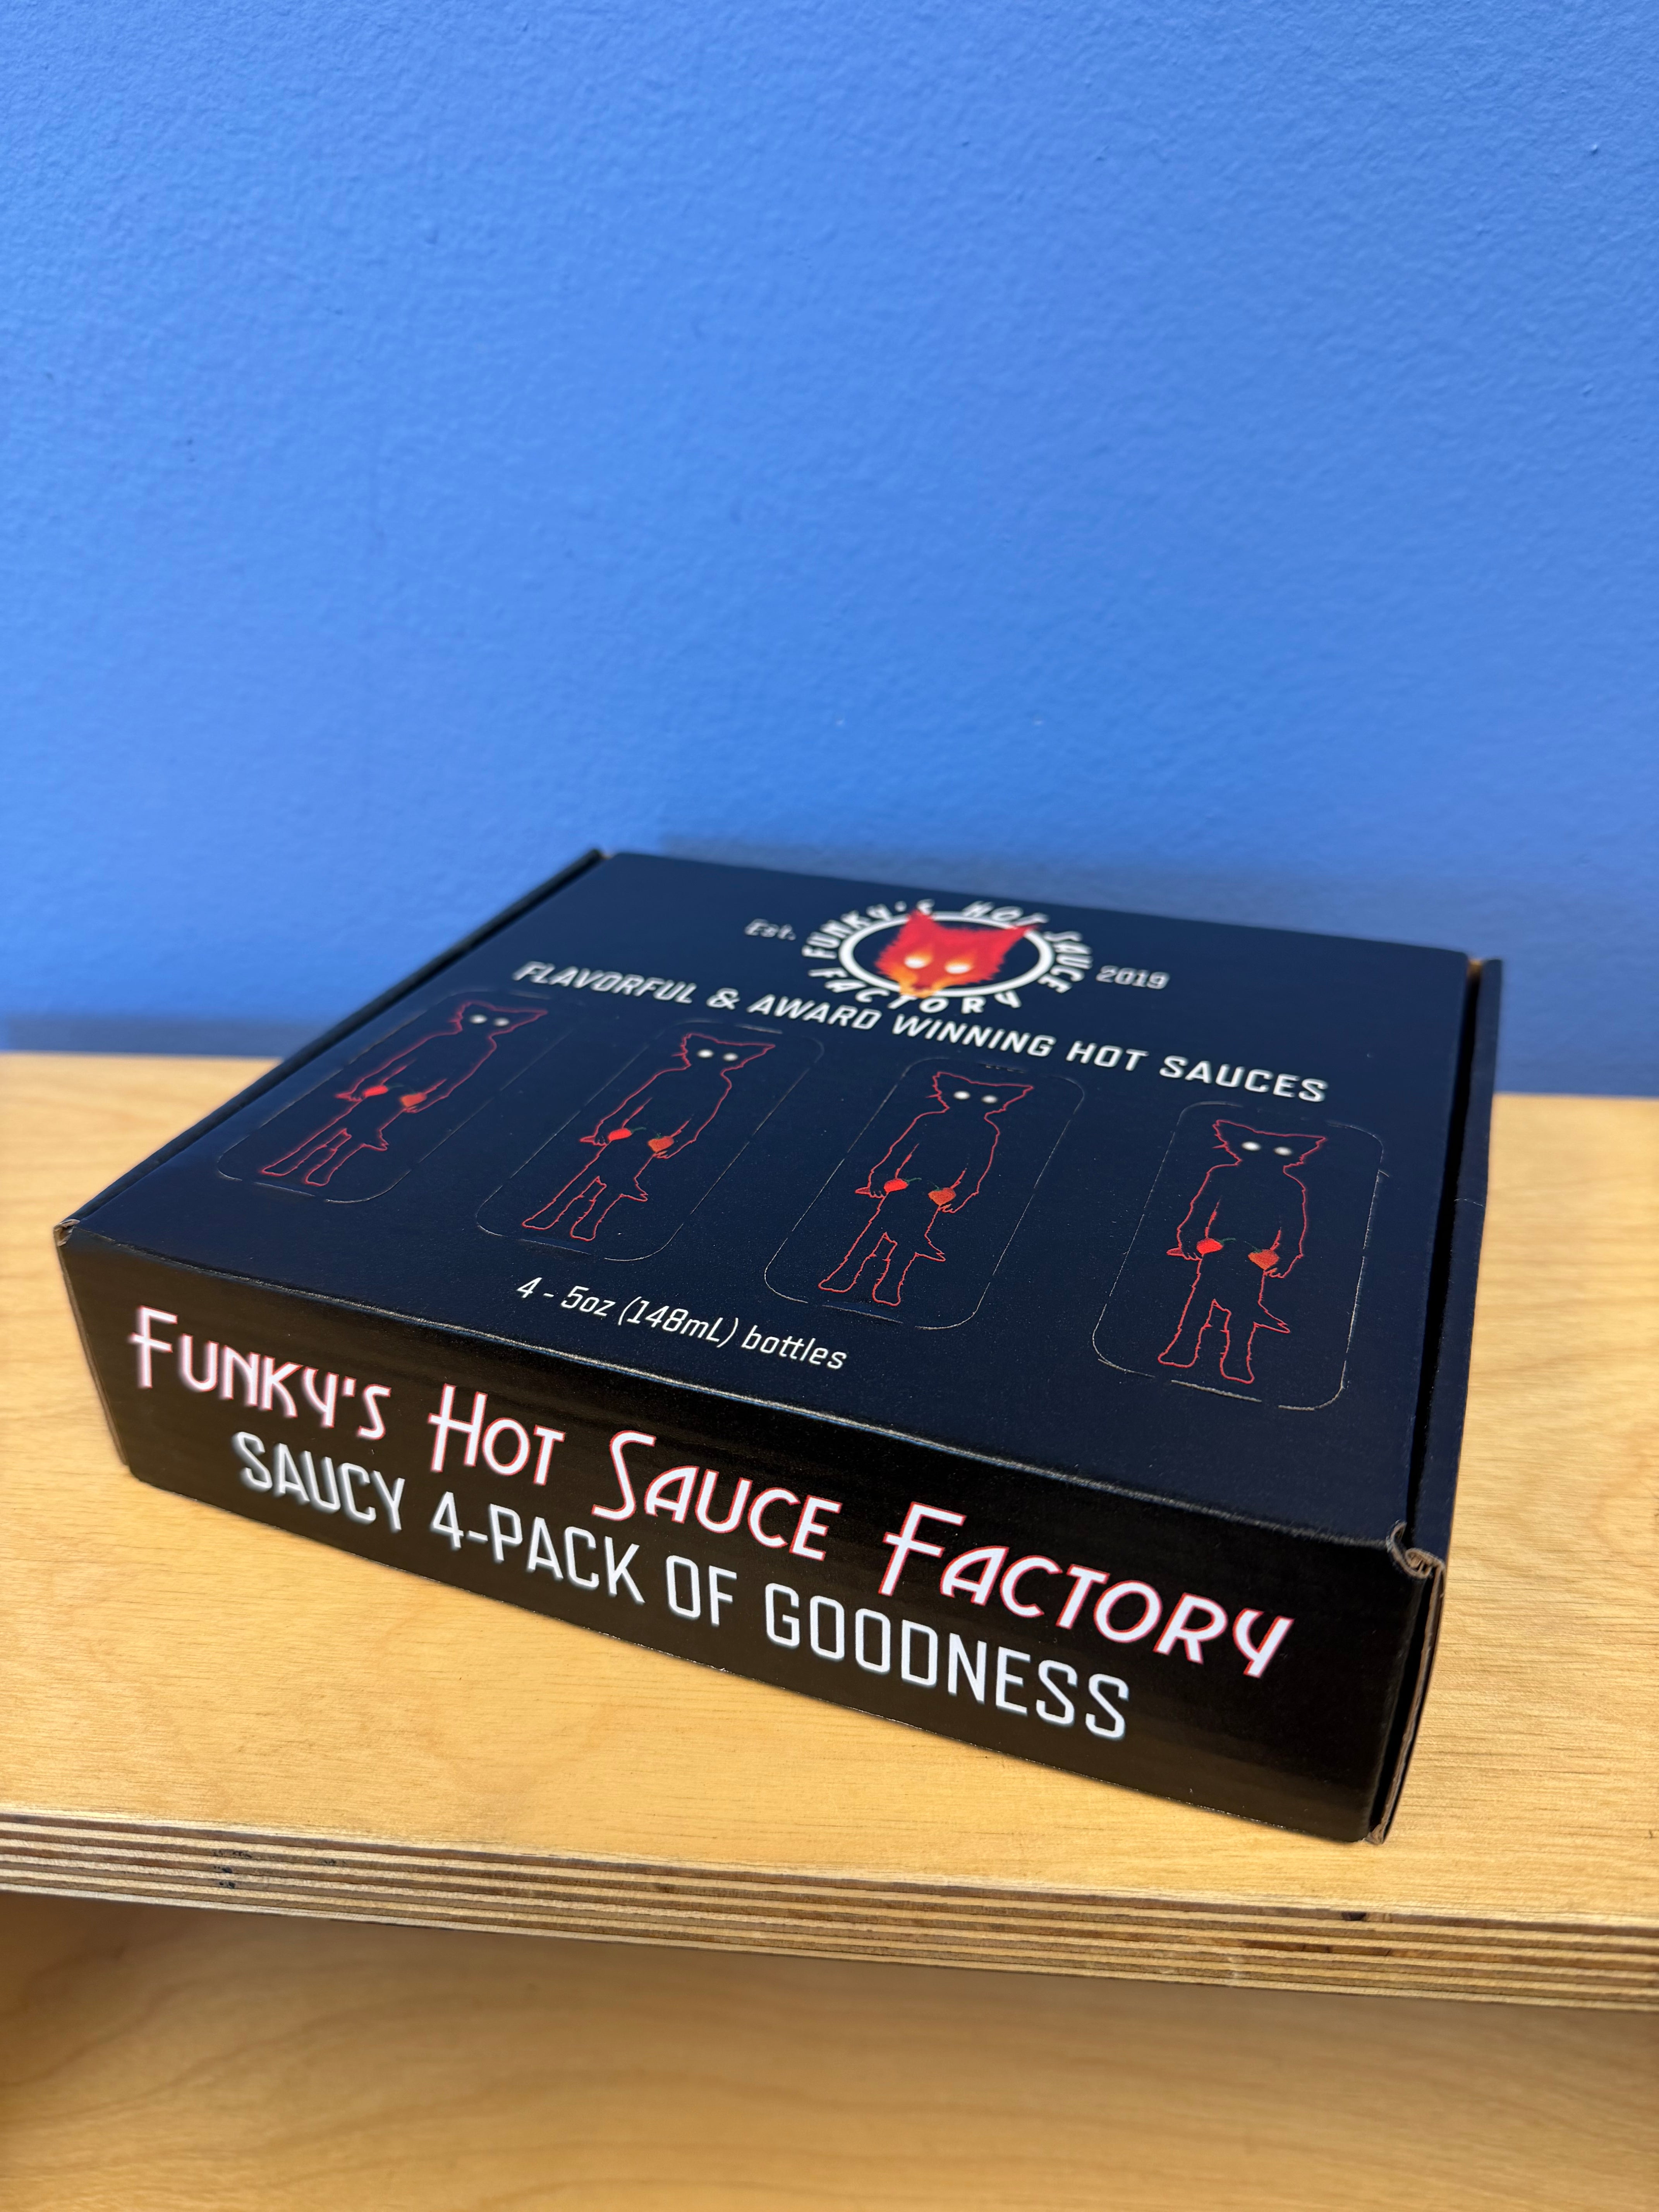 Est.
FUNKY'S HOT SAUCE
FACTORY
2019
FLAVORFUL & AWARD WINNING HOT SAUCES
4 - 5oz (148mL) bottles
FUNKY'S HOT SAUCE FACTORY
SAUCY 4-PACK OF GOODNESS